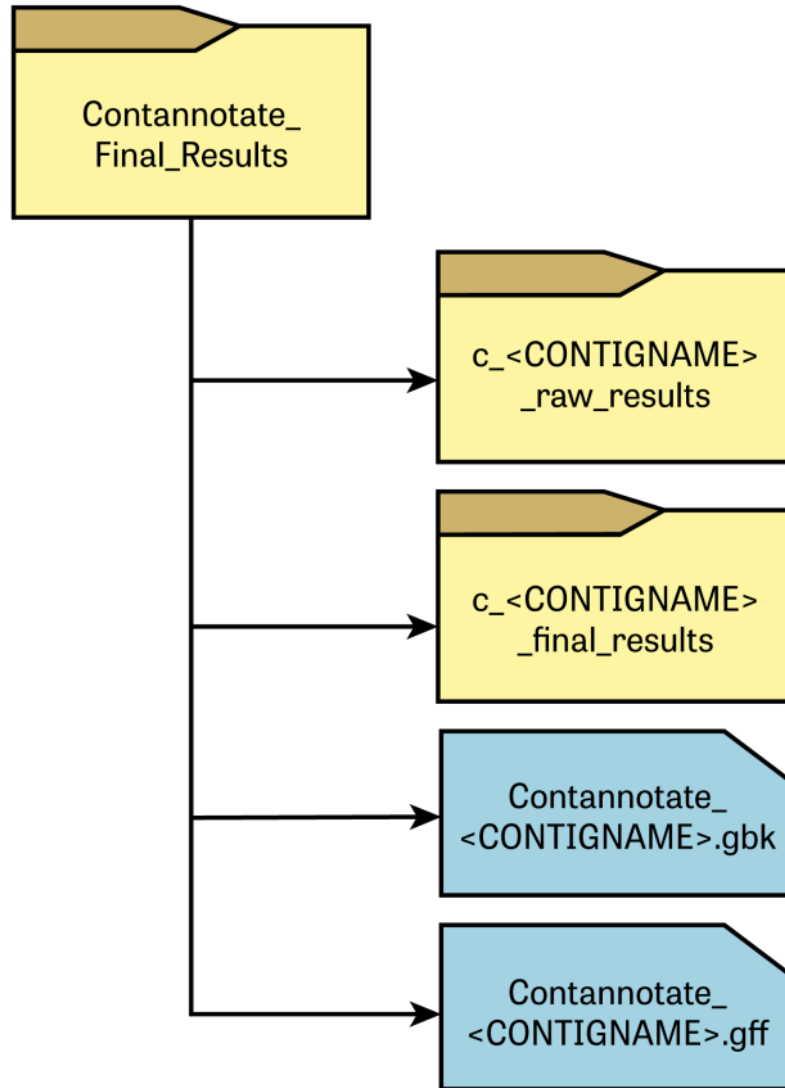 Contannotate_
Final_Results
c_<CONTIGNAME>
_raw_results
c_<CONTIGNAME>
_final_results
Contannotate_
<CONTIGNAME>.gbk
Contannotate_
<CONTIGNAME>.gff